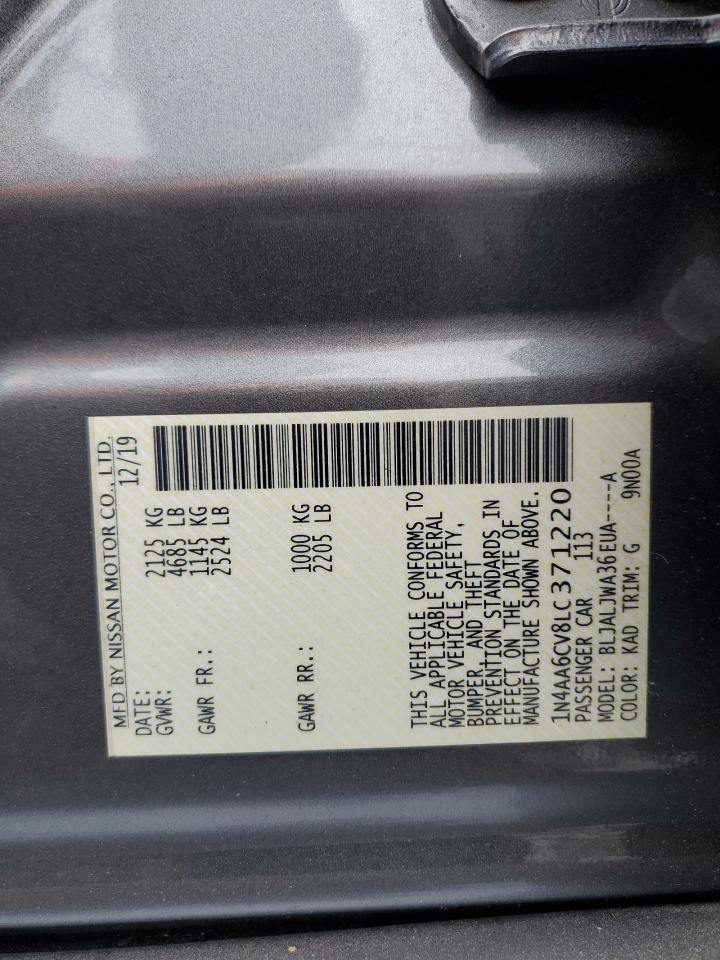 MFD BY NISSAN MOTOR CO., LTD.
DATE: 12/19
GVWR: 2125 KG
4685 LB
GAWR FR.: 1145 KG
2524 LB
GAWR RR.: 1000 KG
2205 LB
THIS VEHICLE CONFORMS TO
ALL APPLICABLE FEDERAL
MOTOR VEHICLE SAFETY,
BUMPER, AND THEFT
PREVENTION STANDARDS IN
EFFECT ON THE DATE OF
MANUFACTURE SHOWN ABOVE.
1N4AA6CV8LC371220
PASSENGER CAR 113
MODEL: BLJALJWA36EUA----A
COLOR: KAD TRIM: G 9N00A